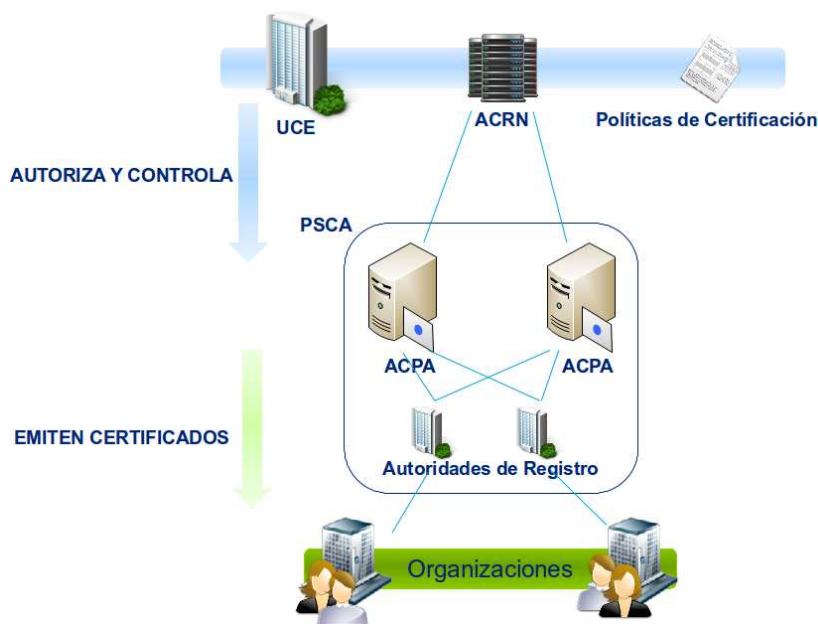 UCE
ACRN
Políticas de Certificación
AUTORIZA Y CONTROLA
PSCA
ACPA
ACPA
EMITEN CERTIFICADOS
Autoridades de Registro
Organizaciones